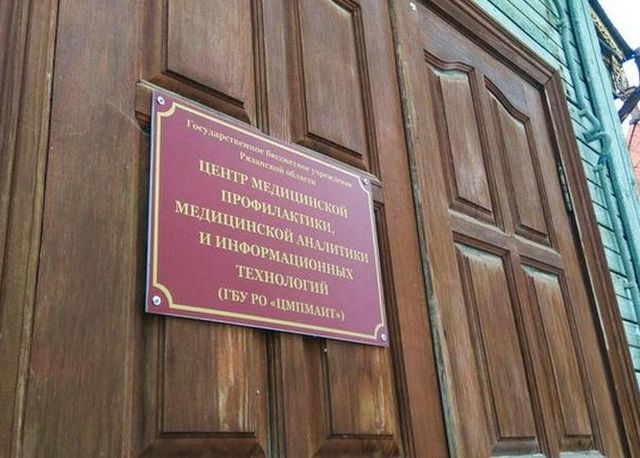 Государственное бюджетное учреждение
Рязанской области
ЦЕНТР МЕДИЦИНСКОЙ
ПРОФИЛАКТИКИ,
МЕДИЦИНСКОЙ АНАЛИТИКИ
И ИНФОРМАЦИОННЫХ
ТЕХНОЛОГИЙ
(ГБУ РО «ЦМПМАИТ»)